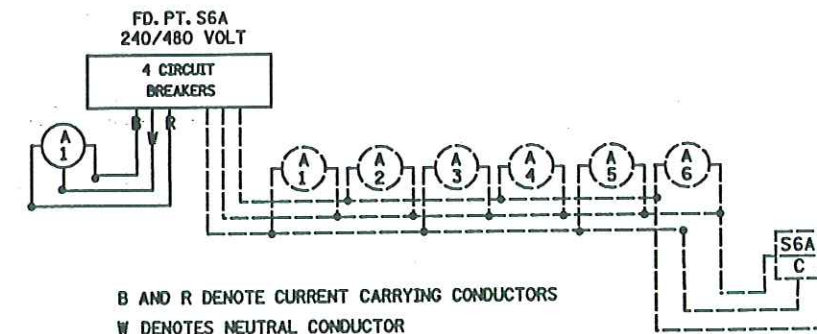 FD. PT. S6A
240/480 VOLT
4 CIRCUIT
BREAKERS
B W R
A
1
A
1
A
2
A
3
A
4
A
5
A
6
S6A
C
B AND R DENOTE CURRENT CARRYING CONDUCTORS
W DENOTES NEUTRAL CONDUCTOR